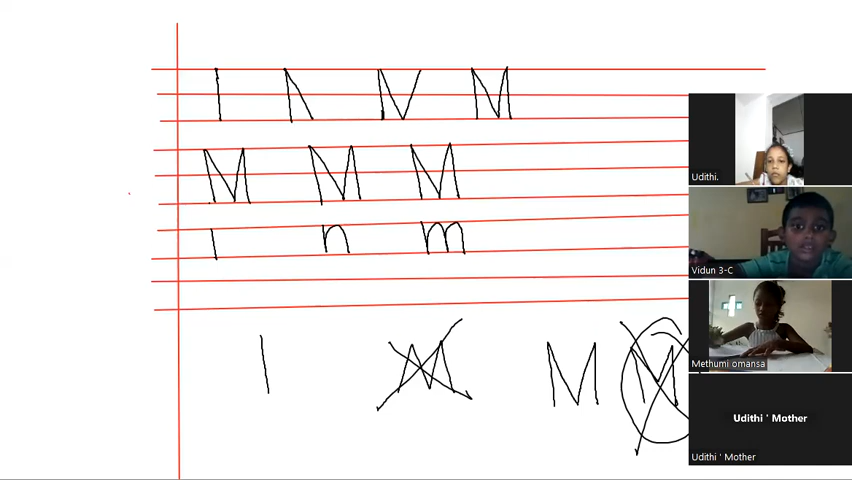 I Λ V M
M M M
I n m
I M M M
Udithi.
Vidun 3-C
Methumi omansa
Udithi ' Mother
Udithi ' Mother